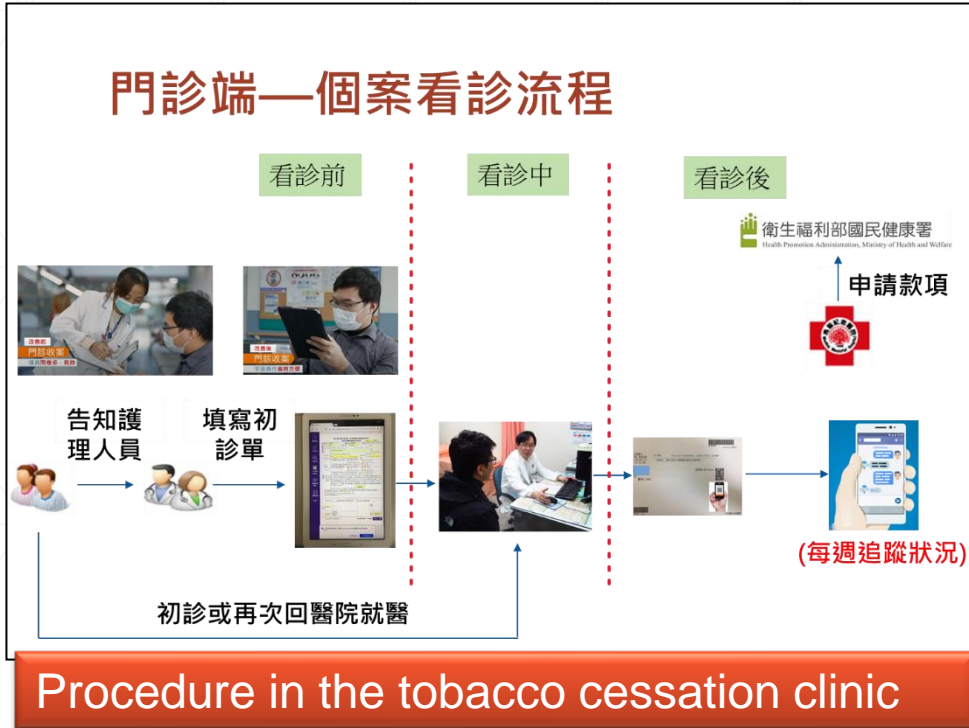 門診端—個案看診流程
看診前
看診中
看診後
衛生福利部國民健康署
Health Promotion Administration, Ministry of Health and Welfare
申請款項
改善前
門診收案
改善後
門診收案
告知護
理人員
填寫初
診單
(每週追蹤狀況)
初診或再次回醫院就醫
Procedure in the tobacco cessation clinic